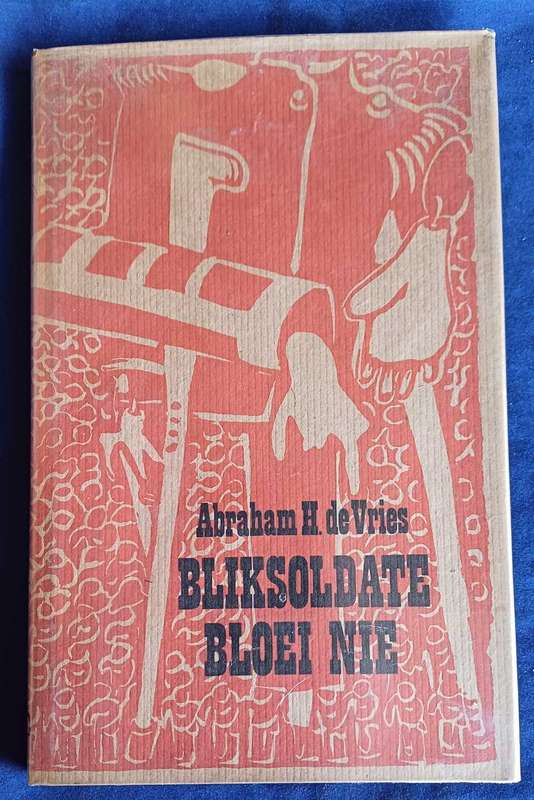 Abraham H. de Vries
BLIKSOLDATE
BLOEI NIE